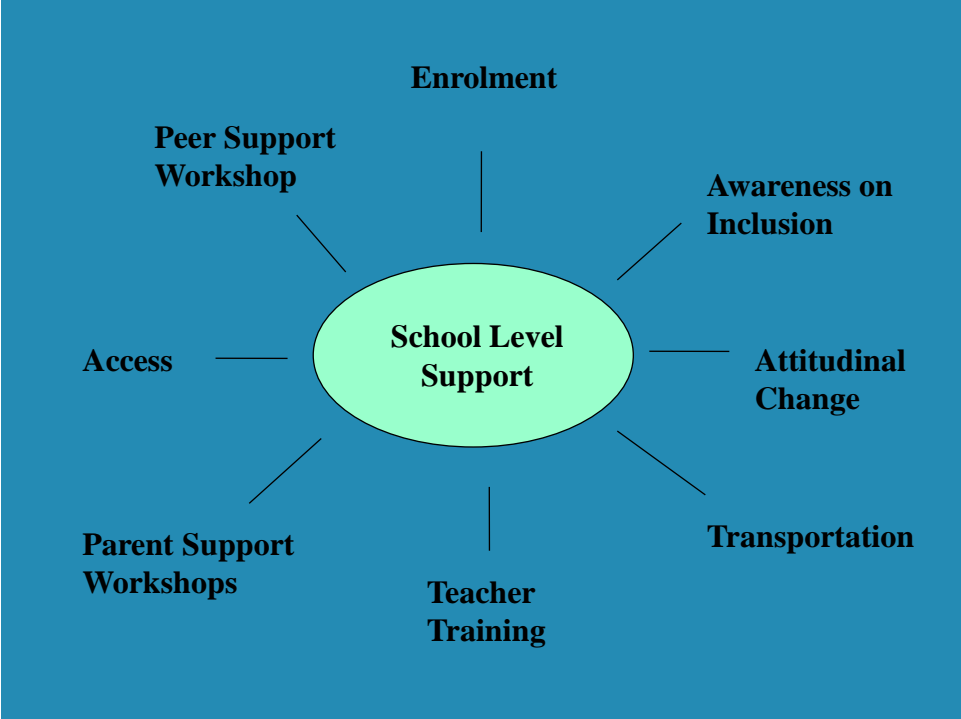 Enrolment
Peer Support
Workshop
Awareness on
Inclusion
School Level
Support
Access
Attitudinal
Change
Parent Support
Workshops
Transportation
Teacher
Training